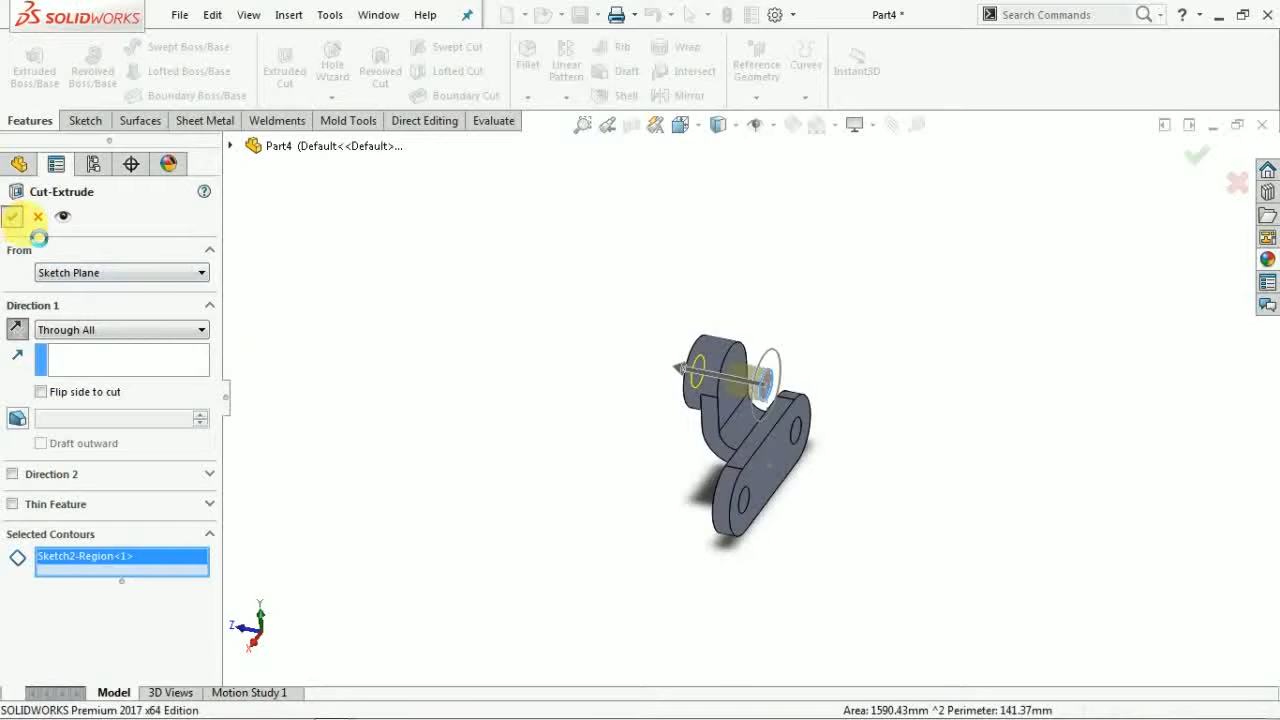 SOLIDWORKS File Edit View Insert Tools Window Help Part4 * Search Commands ?
Extruded Boss/Base
Revolved Boss/Base
Swept Boss/Base
Lofted Boss/Base
Boundary Boss/Base
Extruded Cut
Hole Wizard
Revolved Cut
Swept Cut
Lofted Cut
Boundary Cut
Fillet
Linear Pattern
Rib
Draft
Shell
Wrap
Intersect
Mirror
Reference Geometry
Curves
Instant3D
Features Sketch Surfaces Sheet Metal Weldments Mold Tools Direct Editing Evaluate
Part4 (Default<<Default>...
Cut-Extrude ?
From
Sketch Plane
Direction 1
Through All
Flip side to cut
Draft outward
Direction 2
Thin Feature
Selected Contours
Sketch2-Region<1>
Y
Z
X
Model 3D Views Motion Study 1
SOLIDWORKS Premium 2017 x64 Edition Area: 1590.43mm ^2 Perimeter: 141.37mm